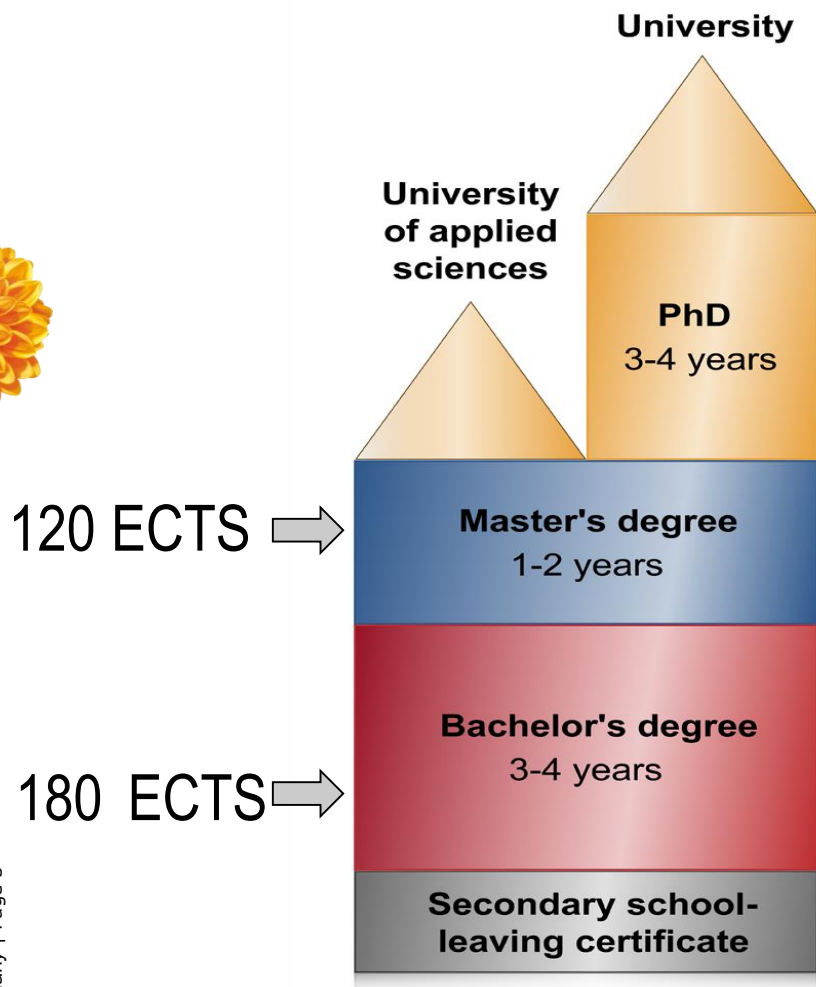 University
University
of applied
sciences
PhD
3-4 years
120 ECTS
Master's degree
1-2 years
Bachelor's degree
3-4 years
180 ECTS
Secondary school-
leaving certificate